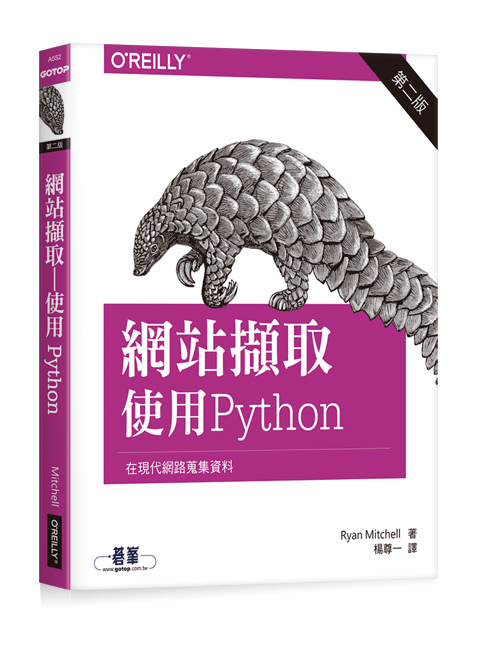 A552
GOTOP
第二版
網站擷取—使用 Python
Mitchell
O'REILLY®
O'REILLY®
第二版
網站擷取
使用Python
在現代網路蒐集資料
Ryan Mitchell 著
楊尊一 譯
碁峯
www.gotop.com.tw